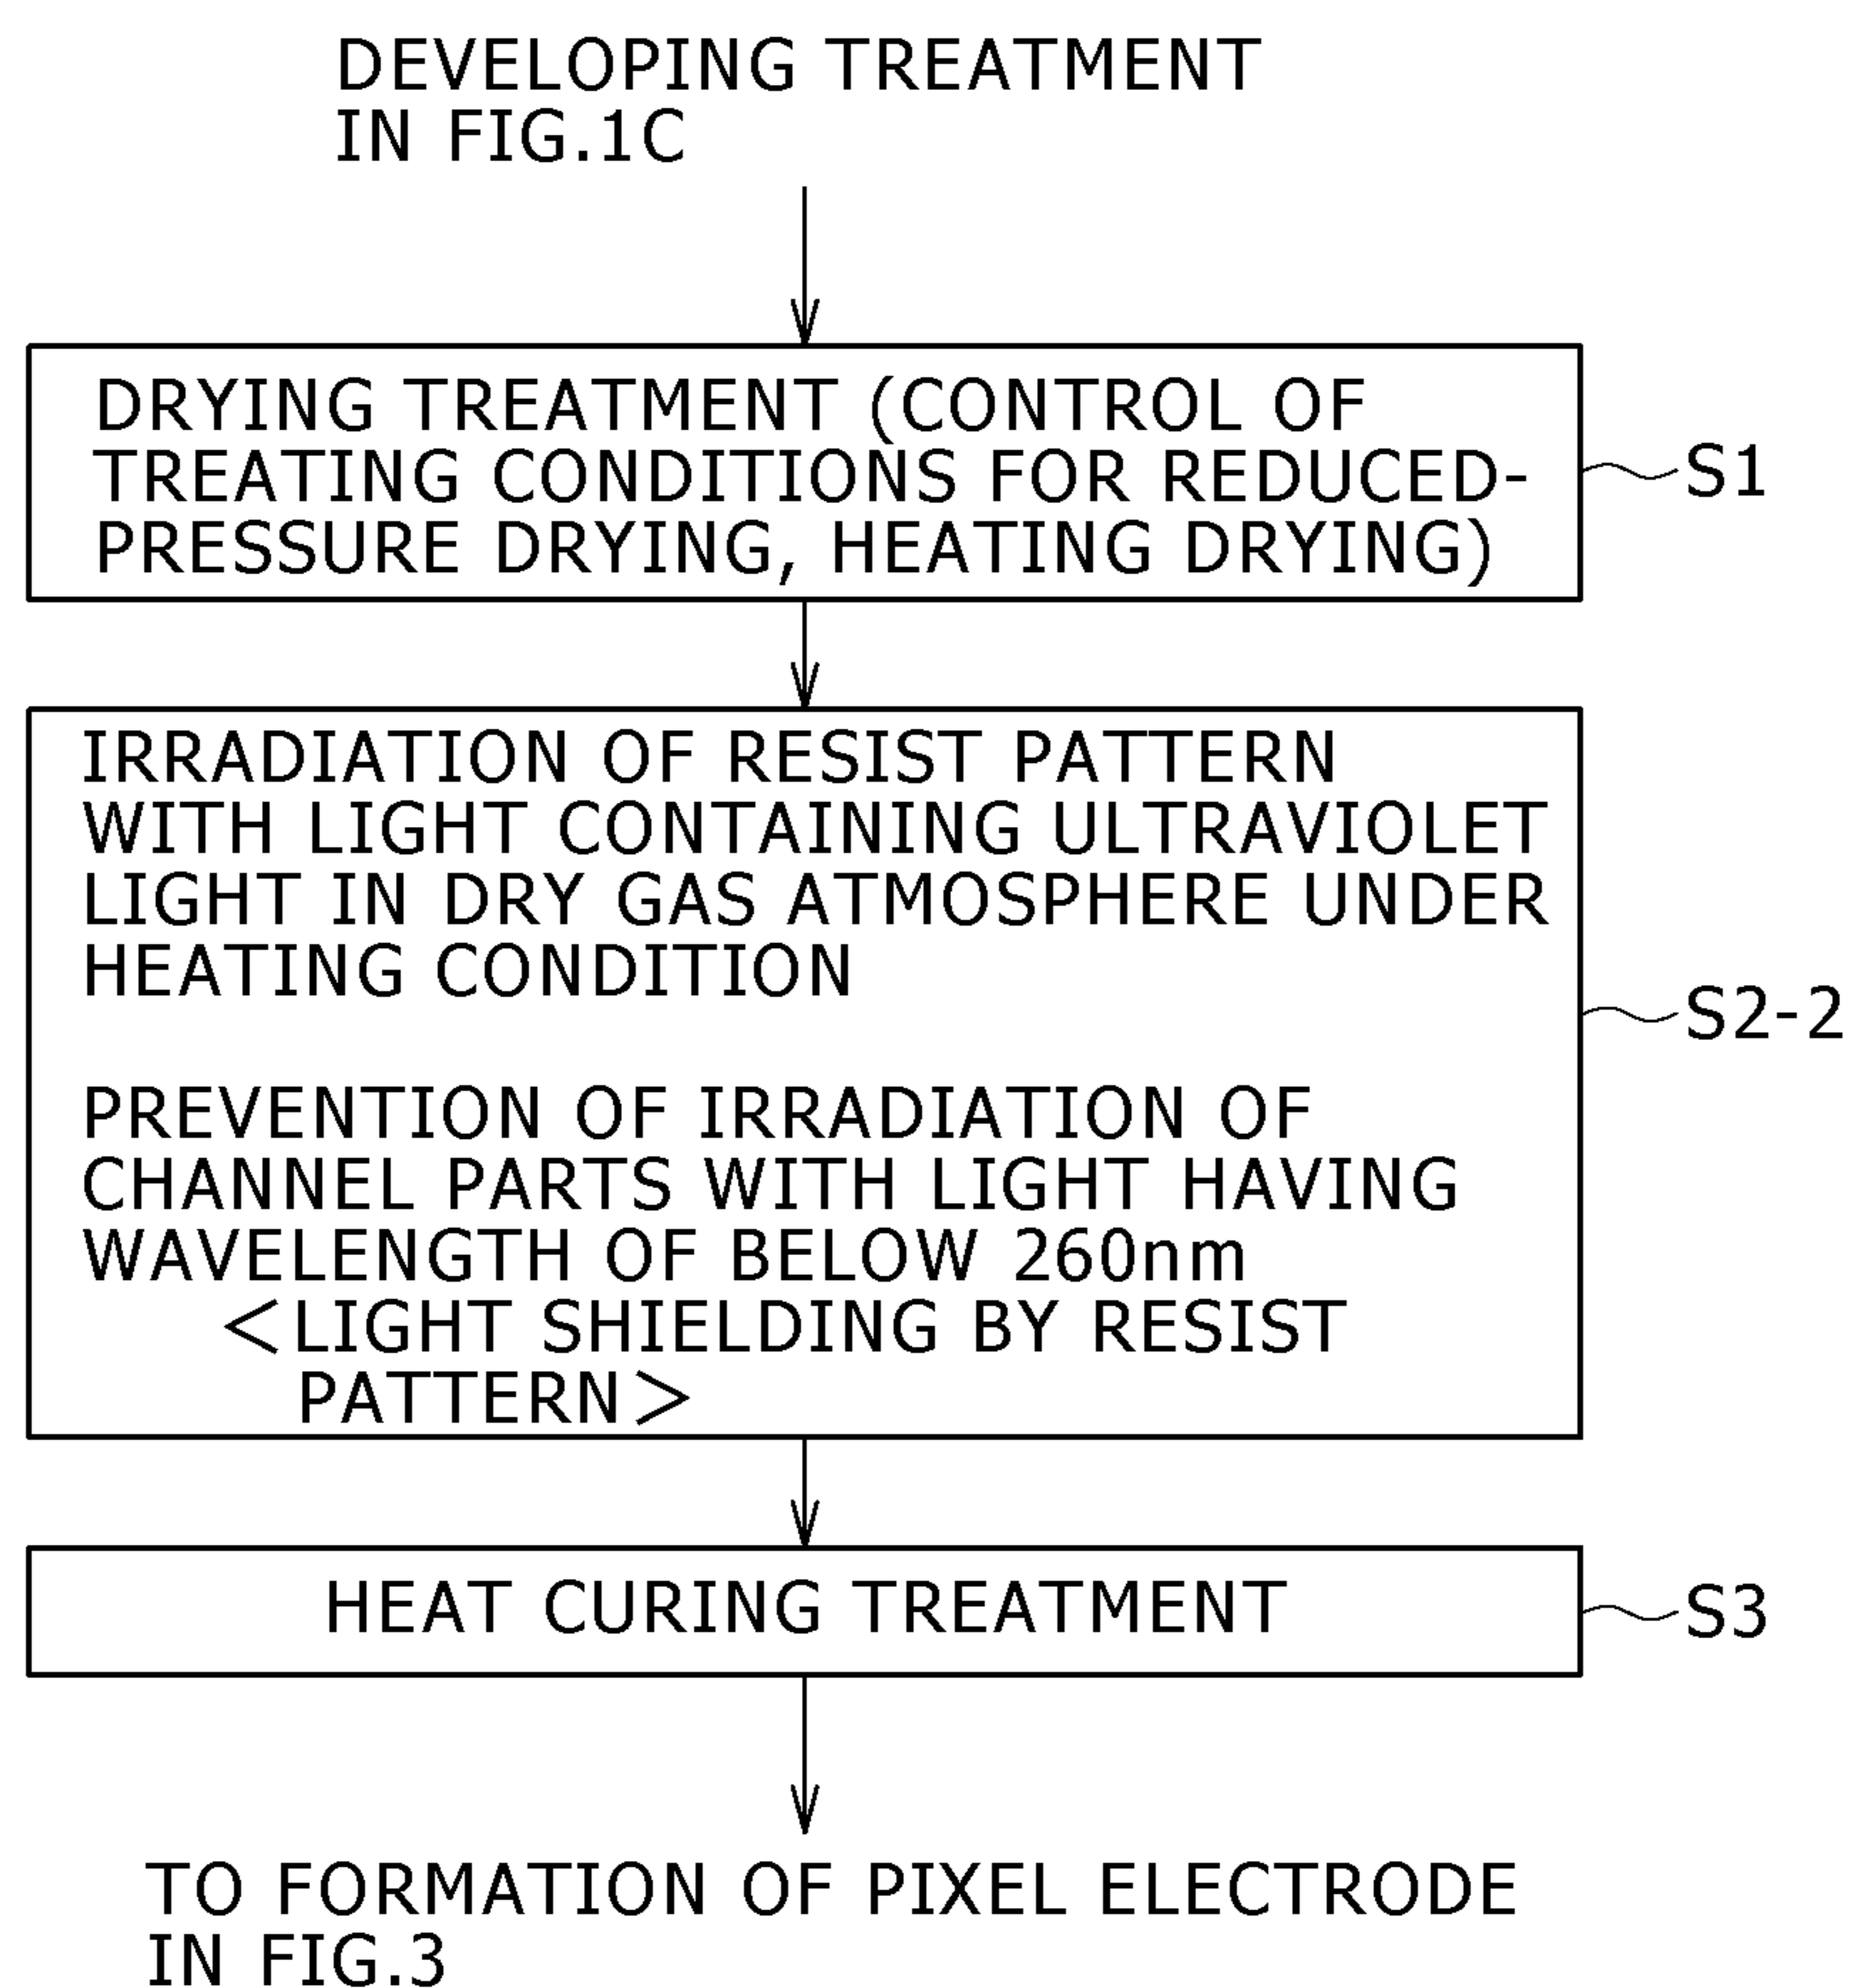 DEVELOPING TREATMENT
IN FIG.1C
DRYING TREATMENT (CONTROL OF
TREATING CONDITIONS FOR REDUCED-
PRESSURE DRYING, HEATING DRYING)
S1
IRRADIATION OF RESIST PATTERN
WITH LIGHT CONTAINING ULTRAVIOLET
LIGHT IN DRY GAS ATMOSPHERE UNDER
HEATING CONDITION
PREVENTION OF IRRADIATION OF
CHANNEL PARTS WITH LIGHT HAVING
WAVELENGTH OF BELOW 260nm
<LIGHT SHIELDING BY RESIST
PATTERN>
S2-2
HEAT CURING TREATMENT
S3
TO FORMATION OF PIXEL ELECTRODE
IN FIG.3